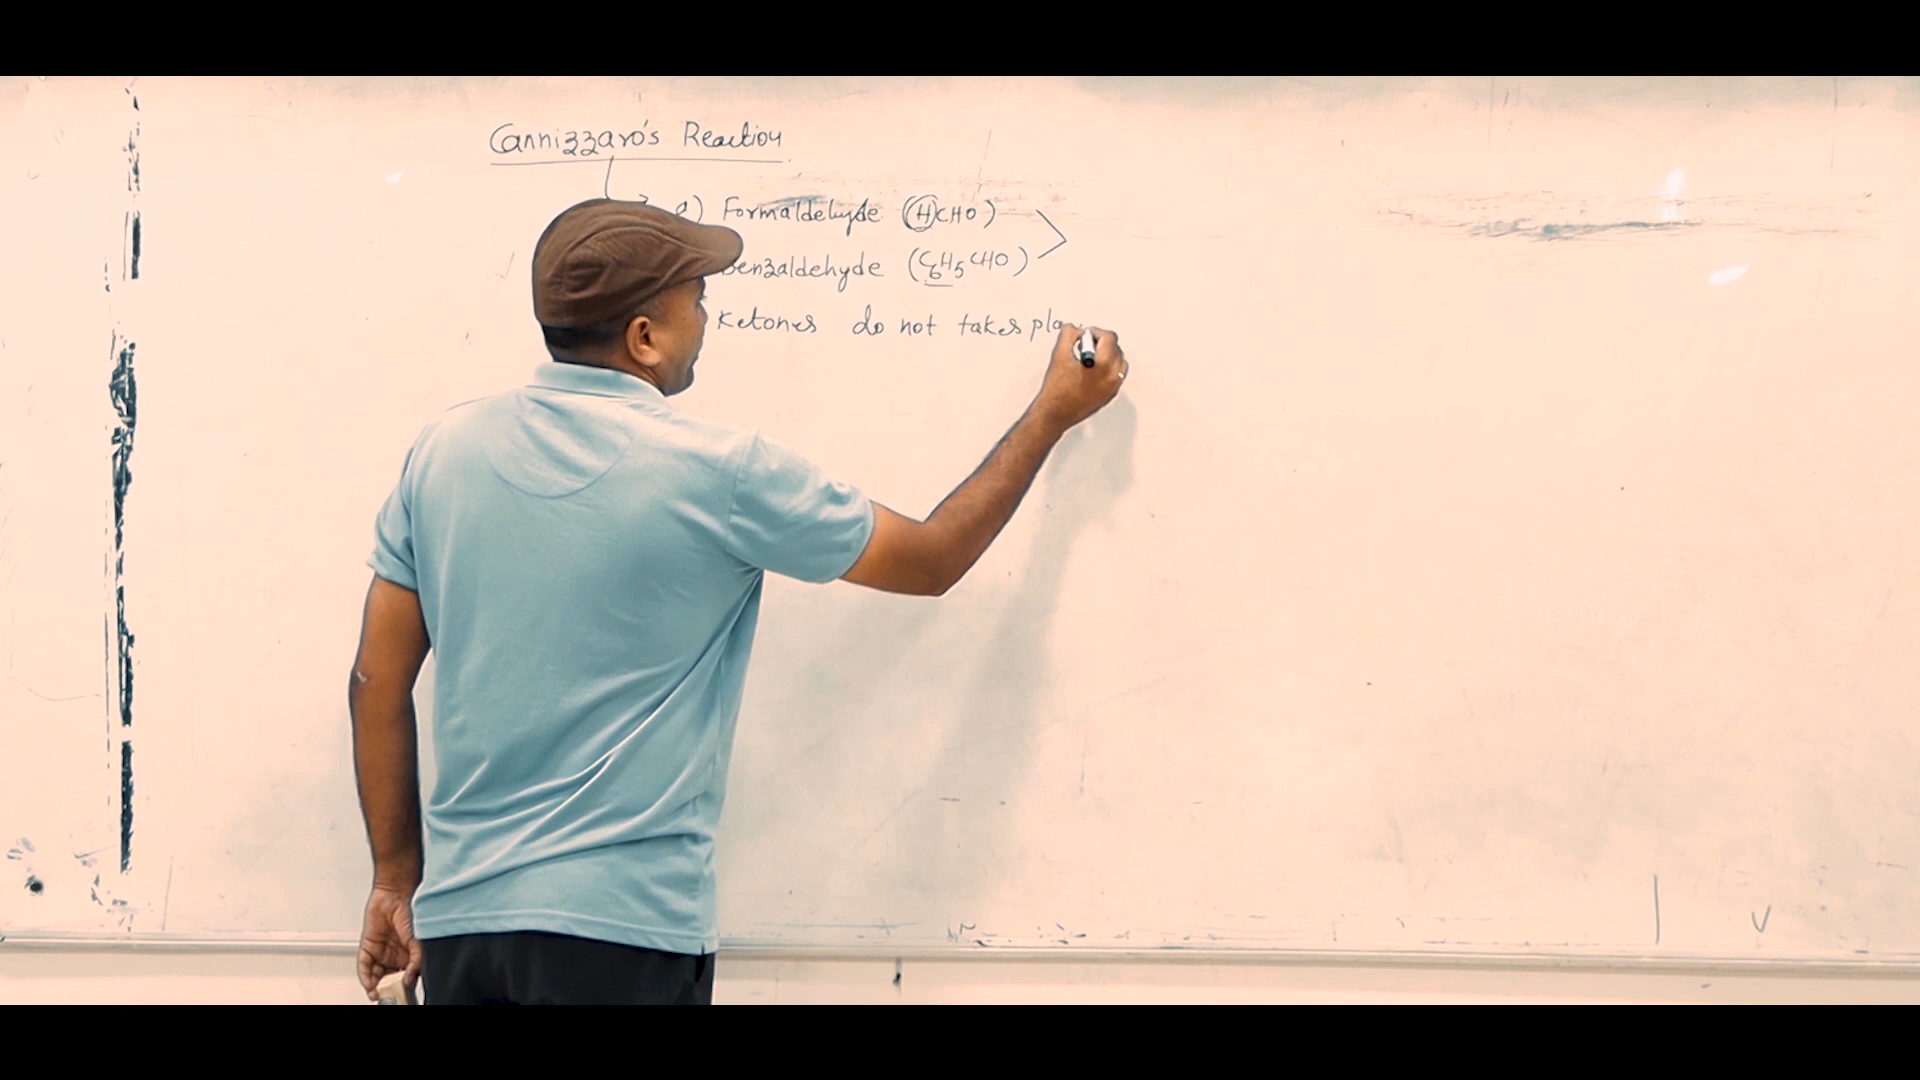 Cannizzaro's Reaction
a) Formaldehyde (HCHO)
Benzaldehyde (C6H5CHO)
Ketones do not takes pla